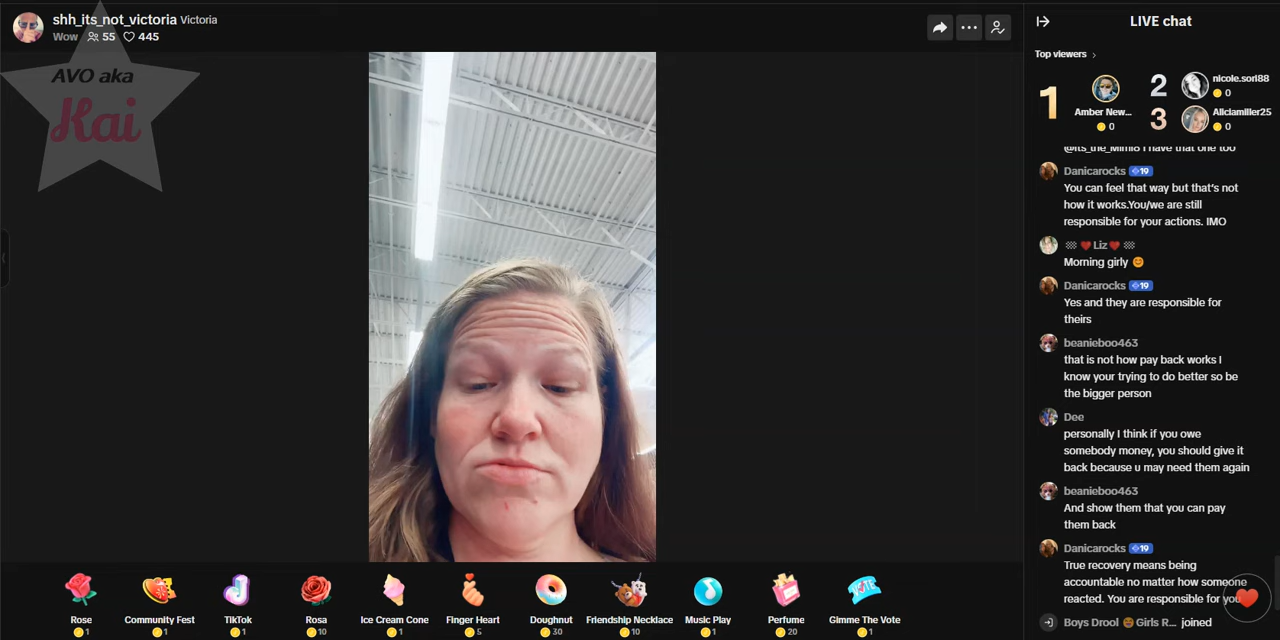 shh_its_not_victoria Victoria
Wow 55 445
AVO aka
Kai
LIVE chat
Top viewers
1
Amber New...
0
2
nicole.sorl88
0
3
Aliciamiller25
0
@its_the_Mimi8 I have that one too
Danicarocks 19
You can feel that way but that's not
how it works.You/we are still
responsible for your actions. IMO
Liz
Morning girly
Danicarocks 19
Yes and they are responsible for
theirs
beanieboo463
that is not how pay back works I
know your trying to do better so be
the bigger person
Dee
personally I think if you owe
somebody money, you should give it
back because u may need them again
beanieboo463
And show them that you can pay
them back
Danicarocks 19
True recovery means being
accountable no matter how someone
reacted. You are responsible for you
Boys Drool Girls R... joined
Rose
1
Community Fest
1
TikTok
1
Rosa
10
Ice Cream Cone
1
Finger Heart
5
Doughnut
30
Friendship Necklace
10
Music Play
1
Perfume
20
VOTE
Gimme The Vote
1